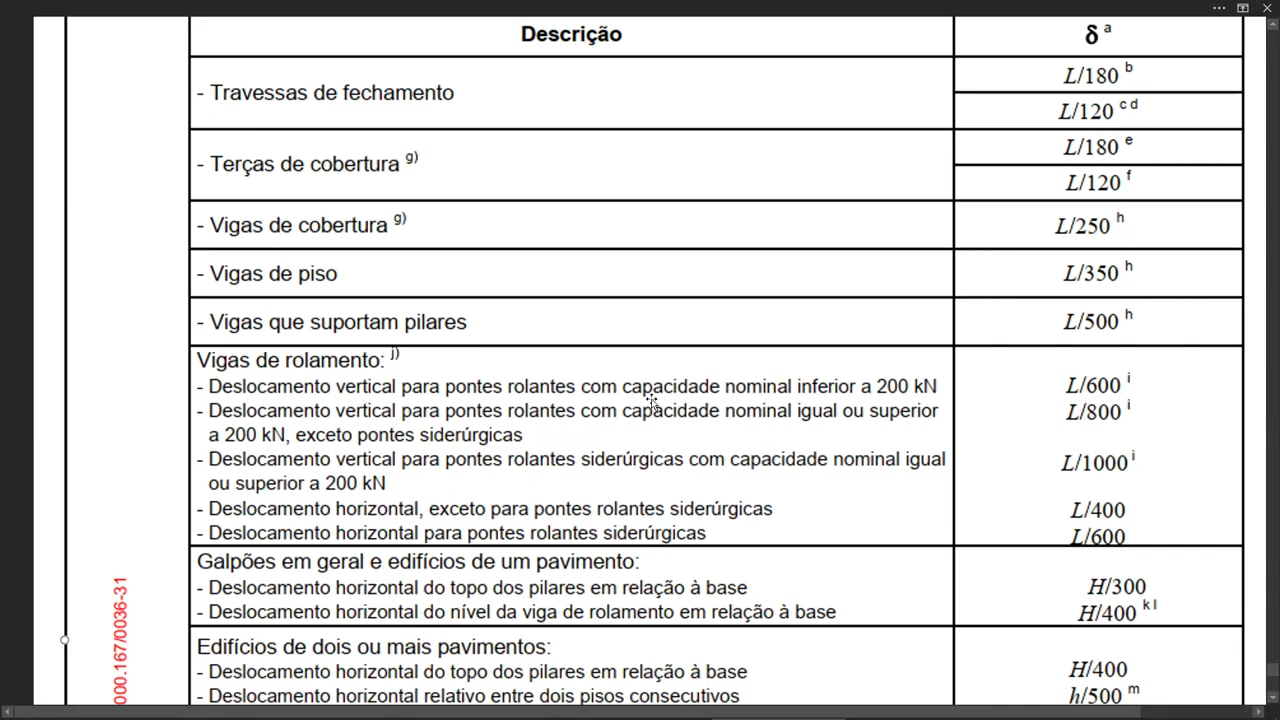 Descrição δ a
- Travessas de fechamento
L/180 b
L/120 c d
- Terças de cobertura g)
L/180 e
L/120 f
- Vigas de cobertura g) L/250 h
- Vigas de piso L/350 h
- Vigas que suportam pilares L/500 h
Vigas de rolamento: j)
- Deslocamento vertical para pontes rolantes com capacidade nominal inferior a 200 kN L/600 i
- Deslocamento vertical para pontes rolantes com capacidade nominal igual ou superior L/800 i
a 200 kN, exceto pontes siderúrgicas
- Deslocamento vertical para pontes rolantes siderúrgicas com capacidade nominal igual L/1000 i
ou superior a 200 kN
- Deslocamento horizontal, exceto para pontes rolantes siderúrgicas L/400
- Deslocamento horizontal para pontes rolantes siderúrgicas L/600
Galpões em geral e edifícios de um pavimento:
- Deslocamento horizontal do topo dos pilares em relação à base H/300
- Deslocamento horizontal do nível da viga de rolamento em relação à base H/400 k l
Edifícios de dois ou mais pavimentos:
- Deslocamento horizontal do topo dos pilares em relação à base H/400
- Deslocamento horizontal relativo entre dois pisos consecutivos h/500 m
000.167/0036-31